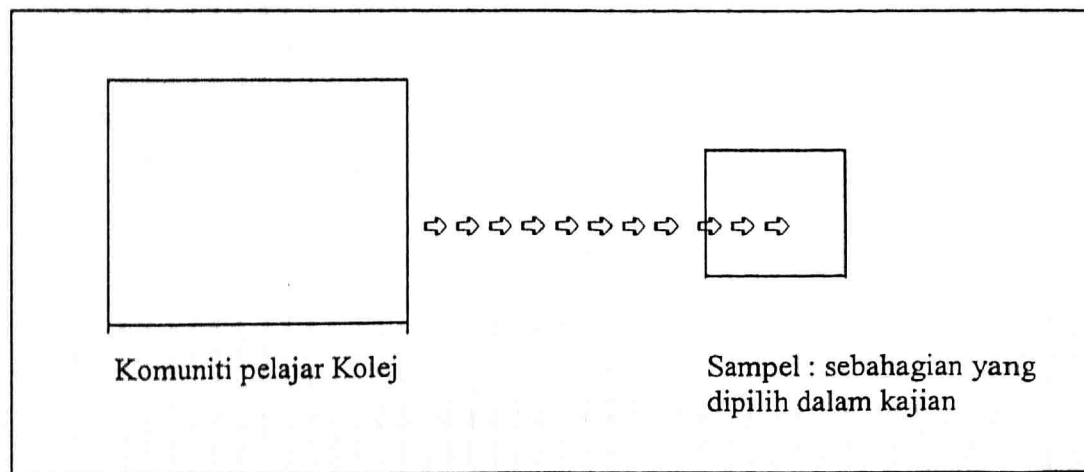 Komuniti pelajar Kolej
Sampel : sebahagian yang
dipilih dalam kajian